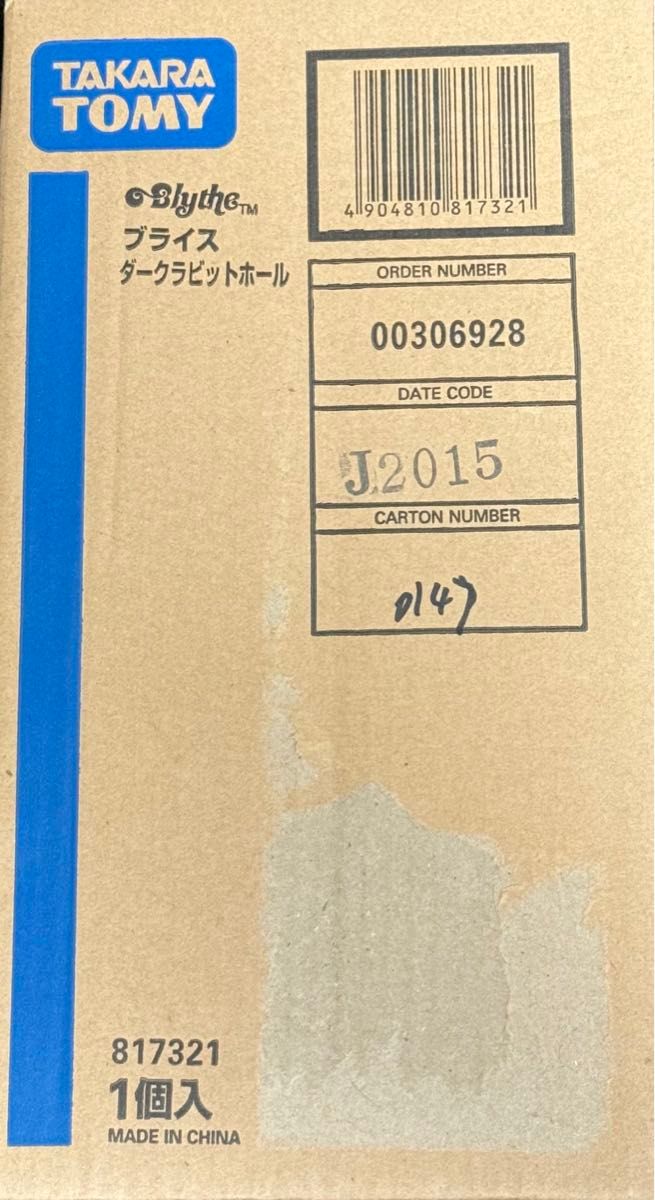 TAKARA
TOMY
Blythe™
ブライス
ダークラビットホール
4 904810 817321
ORDER NUMBER
00306928
DATE CODE
J2015
CARTON NUMBER
0147
817321
1個入
MADE IN CHINA